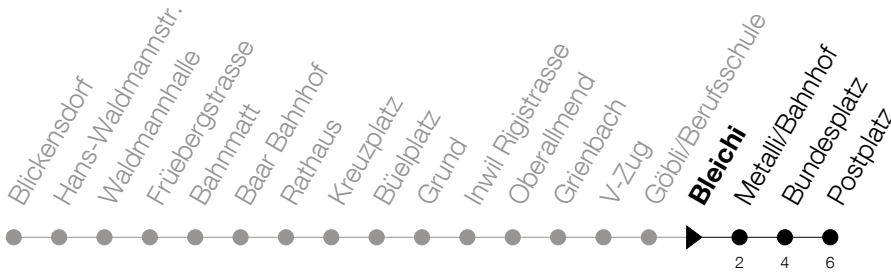 Blickensdorf
Hans-Waldmannstr.
Waldmannhalle
Früebergstrasse
Bahnmatt
Baar Bahnhof
Rathaus
Kreuzplatz
Büelplatz
Grund
Inwil Rigistrasse
Oberallmend
Grienbach
V-Zug
Göbli/Berufsschule
Bleichi
Metalli/Bahnhof
Bundesplatz
Postplatz
2 4 6